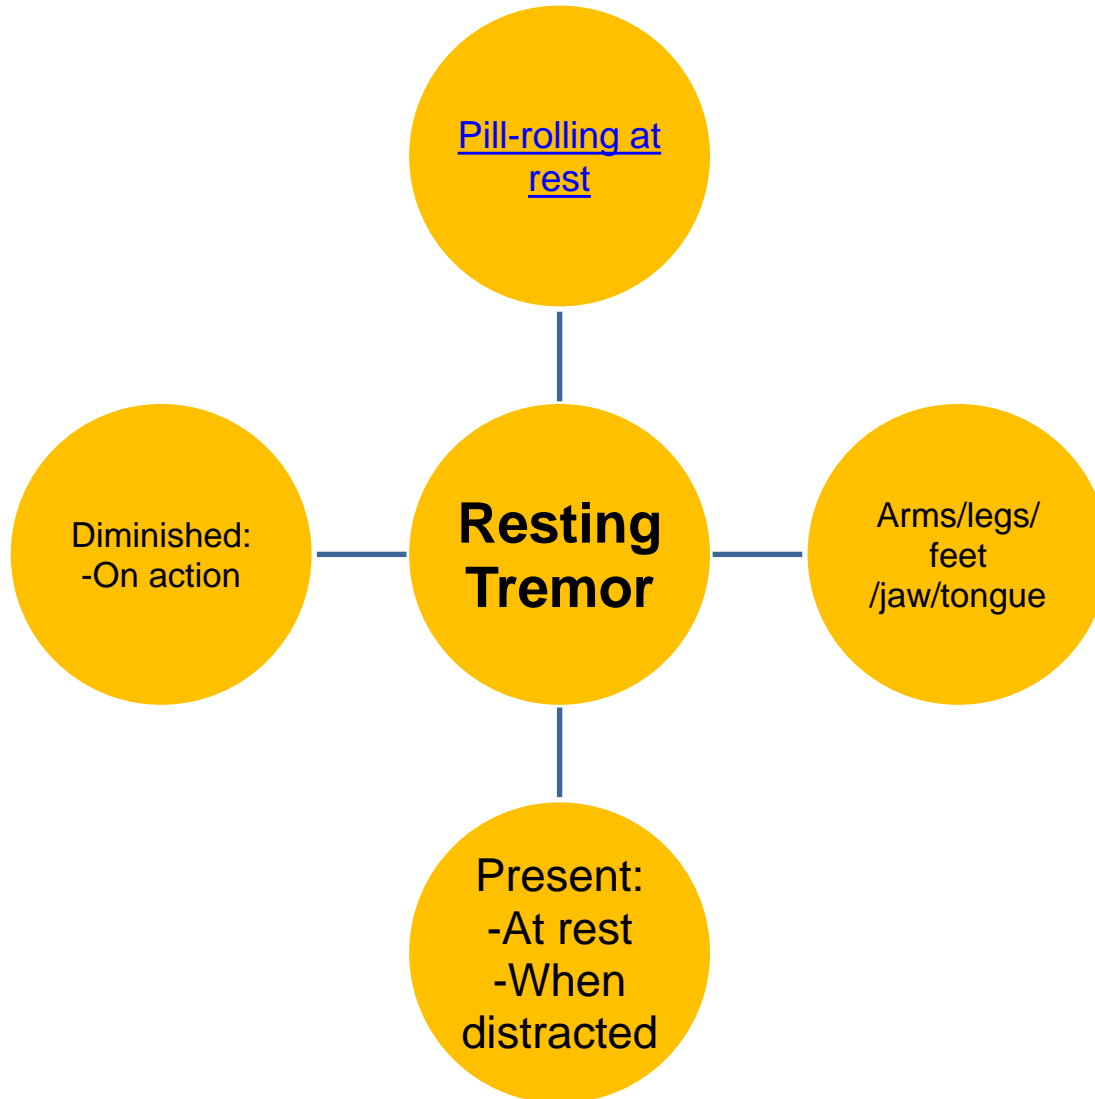 Pill-rolling at
rest
Diminished:
-On action
Resting
Tremor
Arms/legs/
feet
/jaw/tongue
Present:
-At rest
-When
distracted